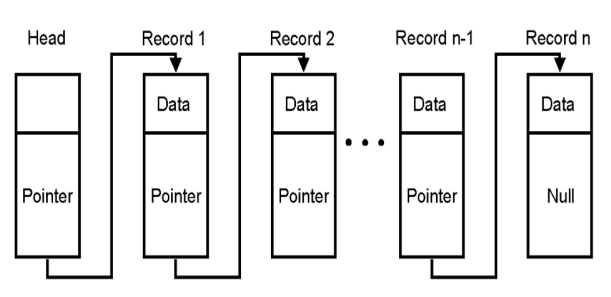 Head Record 1 Record 2 Record n-1 Record n
Data Data Data Data
Pointer Pointer Pointer Pointer Null